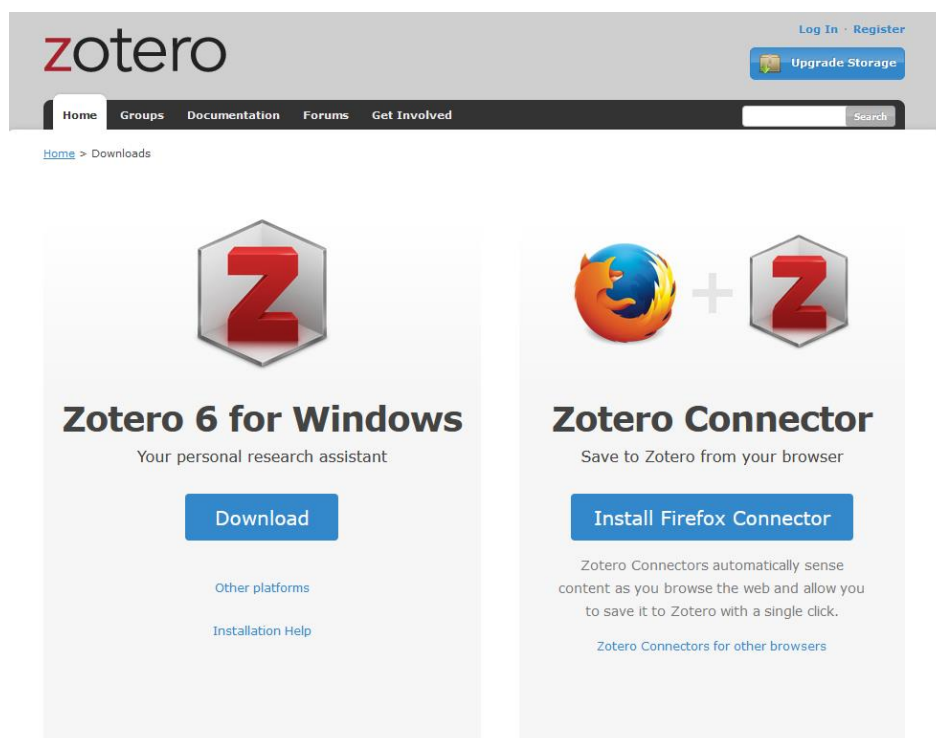 zotero
Log In · Register
Upgrade Storage
Home Groups Documentation Forums Get Involved
Search
Home > Downloads
Z
Zotero 6 for Windows
Your personal research assistant
Download
Other platforms
Installation Help
+ Z
Zotero Connector
Save to Zotero from your browser
Install Firefox Connector
Zotero Connectors automatically sense
content as you browse the web and allow you
to save it to Zotero with a single click.
Zotero Connectors for other browsers